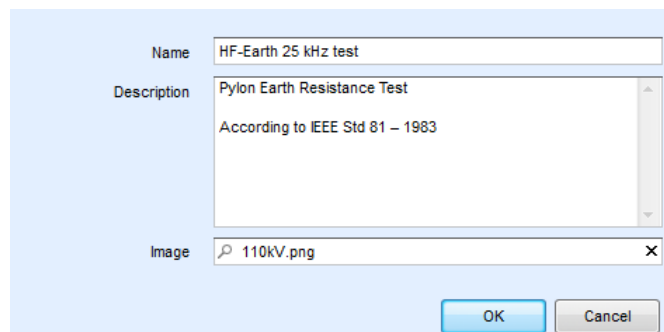 Name HF-Earth 25 kHz test
Description Pylon Earth Resistance Test
According to IEEE Std 81 – 1983
Image 110kV.png
OK Cancel